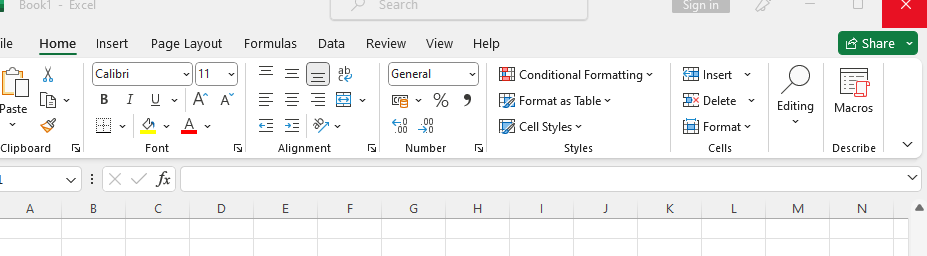 Book1 - Excel
Search
Sign in
ile
Home
Insert
Page Layout
Formulas
Data
Review
View
Help
Share
Paste
Clipboard
Calibri
11
B I U A A
A
Font
ab
c
Alignment
General
% 9
.00
.00
Number
Conditional Formatting
Format as Table
Cell Styles
Styles
Insert
Delete
Format
Cells
Editing
Macros
Describe
fx
A B C D E F G H I J K L M N